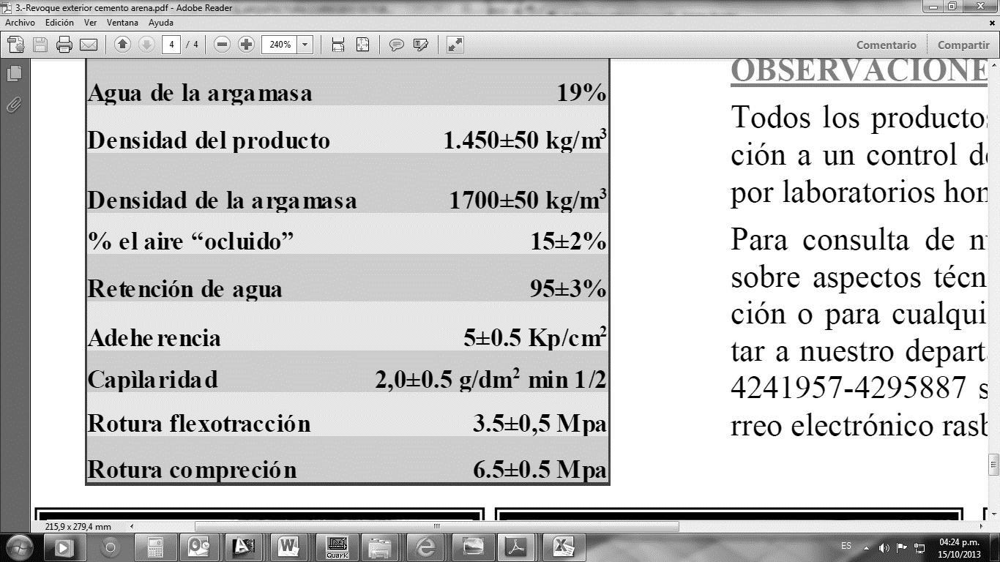 3.-Revoque exterior cemento arena.pdf - Adobe Reader
Archivo Edición Ver Ventana Ayuda
4 / 4 240% Comentario Compartir
Agua de la argamasa 19%
Densidad del producto 1.450±50 kg/m³
Densidad de la argamasa 1700±50 kg/m³
% el aire “ocluido” 15±2%
Retención de agua 95±3%
Adeherencia 5±0.5 Kp/cm²
Capìlaridad 2,0±0.5 g/dm² min 1/2
Rotura flexotracción 3.5±0,5 Mpa
Rotura compreción 6.5±0.5 Mpa
OBSERVACIONE
Todos los producto
ción a un control d
por laboratorios hon
Para consulta de n
sobre aspectos técn
ción o para cualqui
tar a nuestro depart
4241957-4295887 s
rreo electrónico rasb
215,9 x 279,4 mm
QuarK
ES 04:24 p.m.
15/10/2013